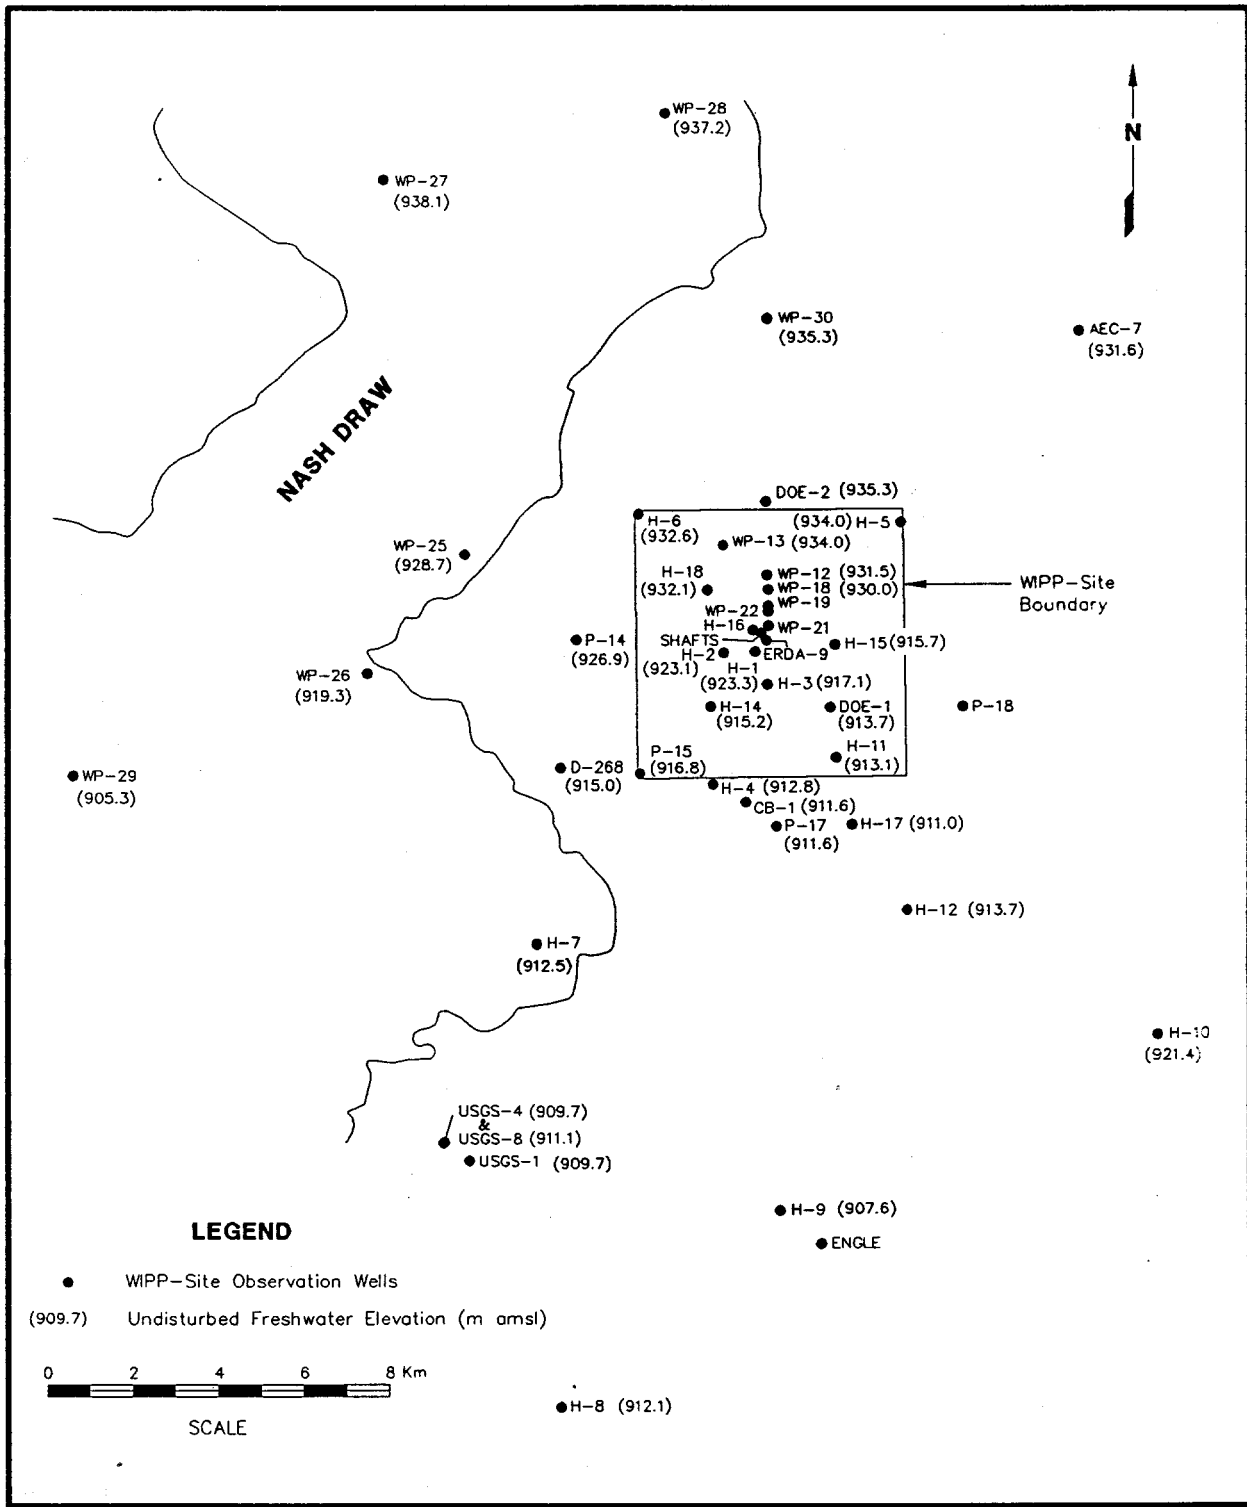 WP-28
(937.2)
WP-27
(938.1)
N
WP-30
(935.3)
AEC-7
(931.6)
NASH DRAW
DOE-2 (935.3)
H-6
(932.6)
(934.0) H-5
WP-13 (934.0)
WP-25
(928.7)
H-18
(932.1)
WP-12 (931.5)
WP-18 (930.0)
WP-19
WP-22
WP-21
H-16
SHAFTS
WIPP-Site
Boundary
P-14
(926.9)
H-2
(923.1)
H-1
(923.3)
ERDA-9
H-15 (915.7)
WP-26
(919.3)
H-3 (917.1)
H-14
(915.2)
DOE-1
(913.7)
P-18
H-11
(913.1)
P-15
(916.8)
D-268
(915.0)
WP-29
(905.3)
H-4 (912.8)
CB-1 (911.6)
P-17
(911.6)
H-17 (911.0)
H-12 (913.7)
H-7
(912.5)
H-10
(921.4)
USGS-4 (909.7)
&
USGS-8 (911.1)
USGS-1 (909.7)
H-9 (907.6)
ENGLE
LEGEND
WIPP-Site Observation Wells
(909.7) Undisturbed Freshwater Elevation (m amsl)
0 2 4 6 8 Km
SCALE
H-8 (912.1)